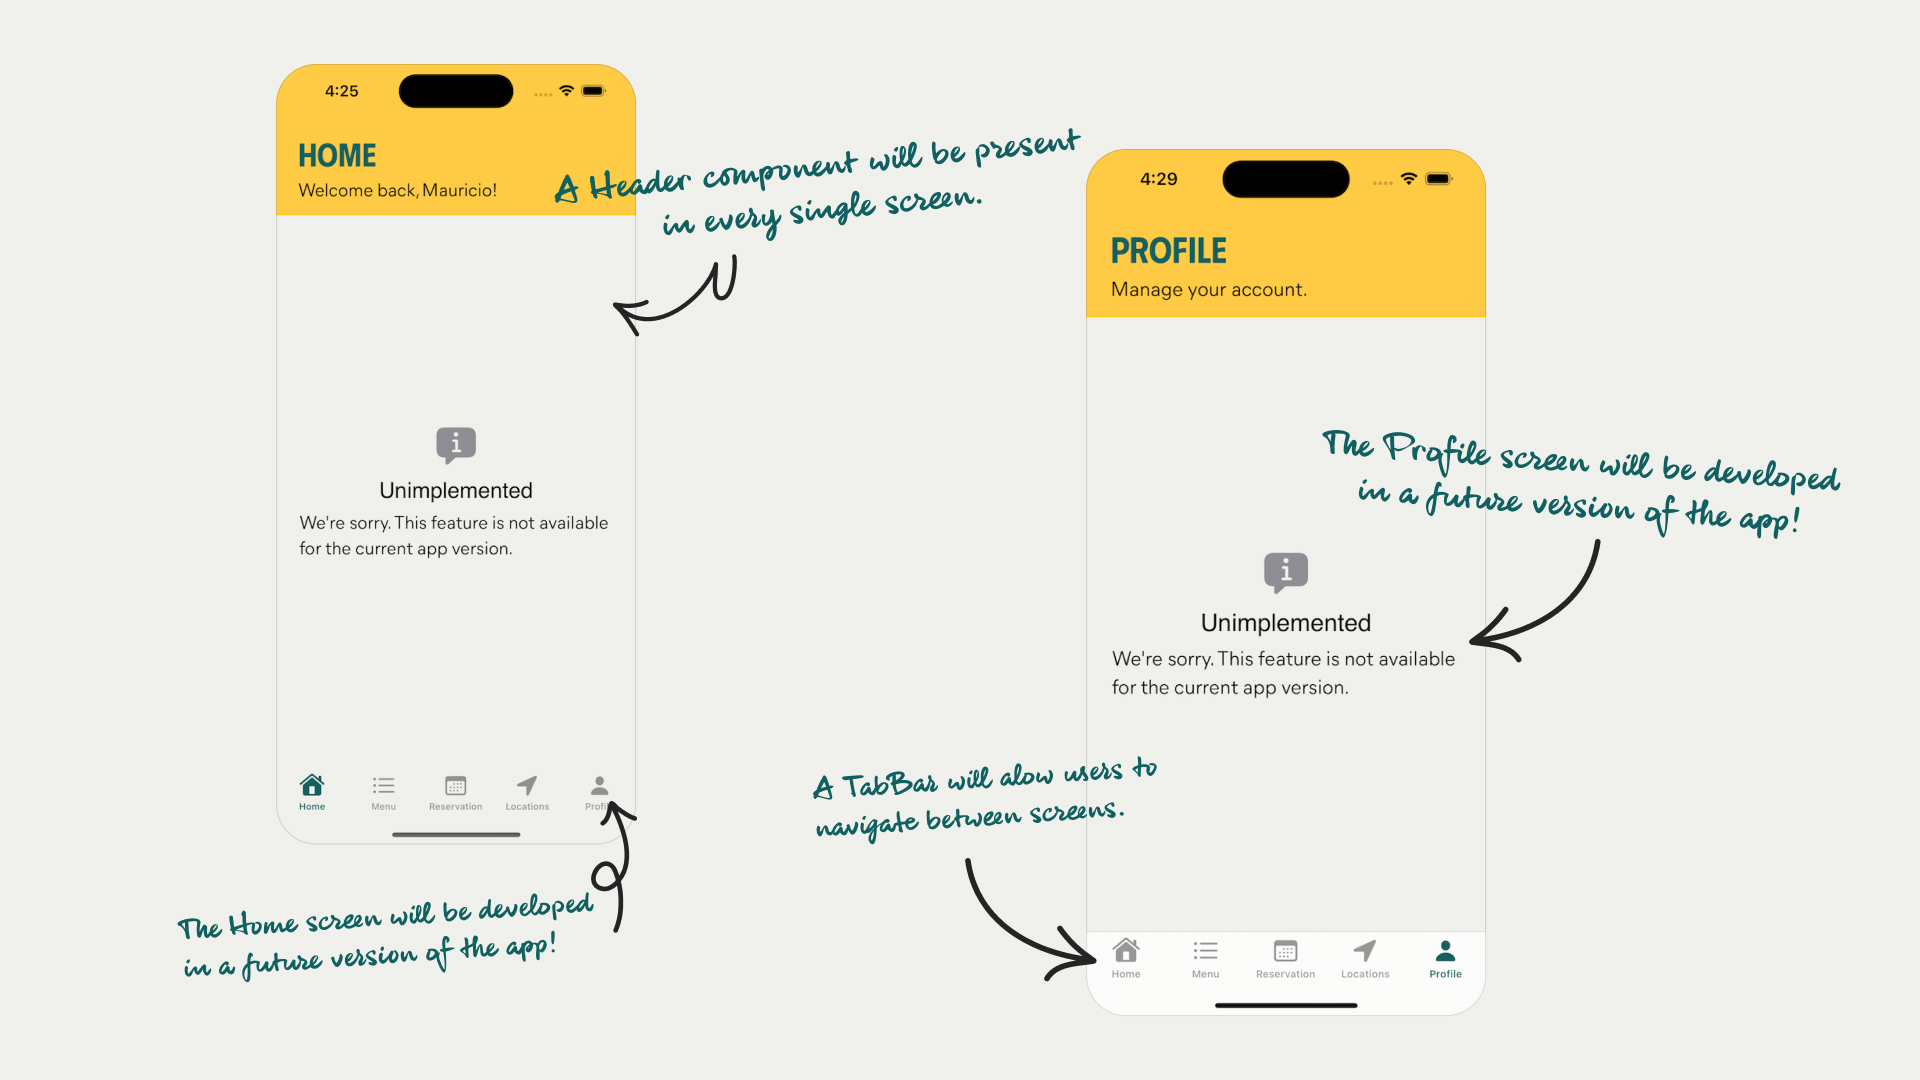 4:25
HOME
Welcome back, Mauricio!
A Header component will be present
in every single screen.
Unimplemented
We're sorry. This feature is not available
for the current app version.
Home
Menu
Reservation
Locations
Profile
The Home screen will be developed
in a future version of the app!
4:29
PROFILE
Manage your account.
The Profile screen will be developed
in a future version of the app!
Unimplemented
We're sorry. This feature is not available
for the current app version.
A TabBar will alow users to
navigate between screens.
Home
Menu
Reservation
Locations
Profile